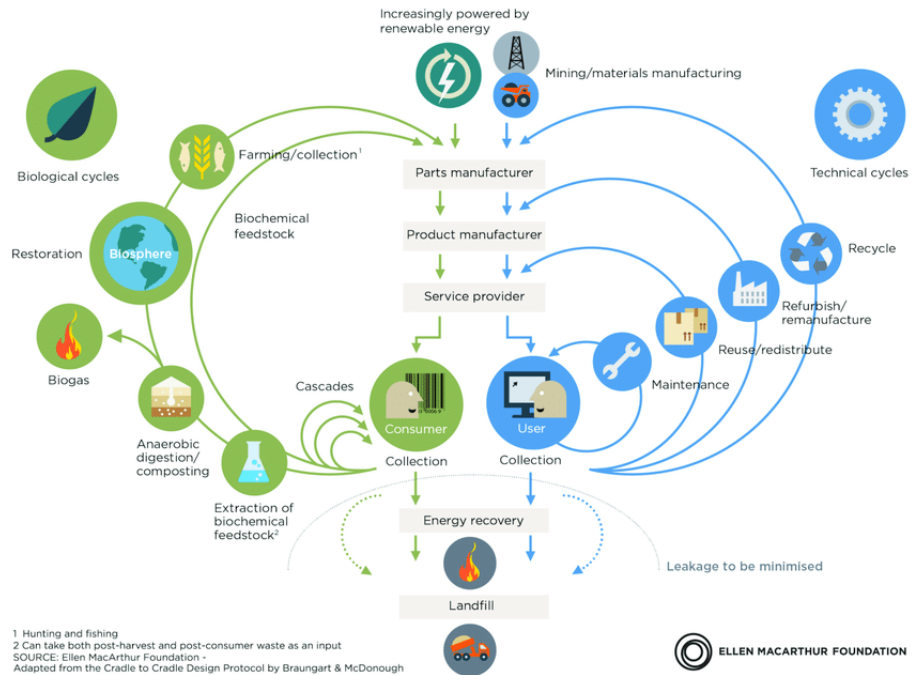 Increasingly powered by
renewable energy
Mining/materials manufacturing
Biological cycles
Technical cycles
Farming/collection¹
Parts manufacturer
Biochemical
feedstock
Product manufacturer
Restoration
Biosphere
Recycle
Service provider
Refurbish/
remanufacture
Reuse/redistribute
Biogas
Cascades
Maintenance
Consumer
User
Anaerobic
digestion/
composting
Collection
Collection
Extraction of
biochemical
feedstock²
Energy recovery
Leakage to be minimised
Landfill
1 Hunting and fishing
2 Can take both post-harvest and post-consumer waste as an input
SOURCE: Ellen MacArthur Foundation -
Adapted from the Cradle to Cradle Design Protocol by Braungart & McDonough
ELLEN MACARTHUR FOUNDATION